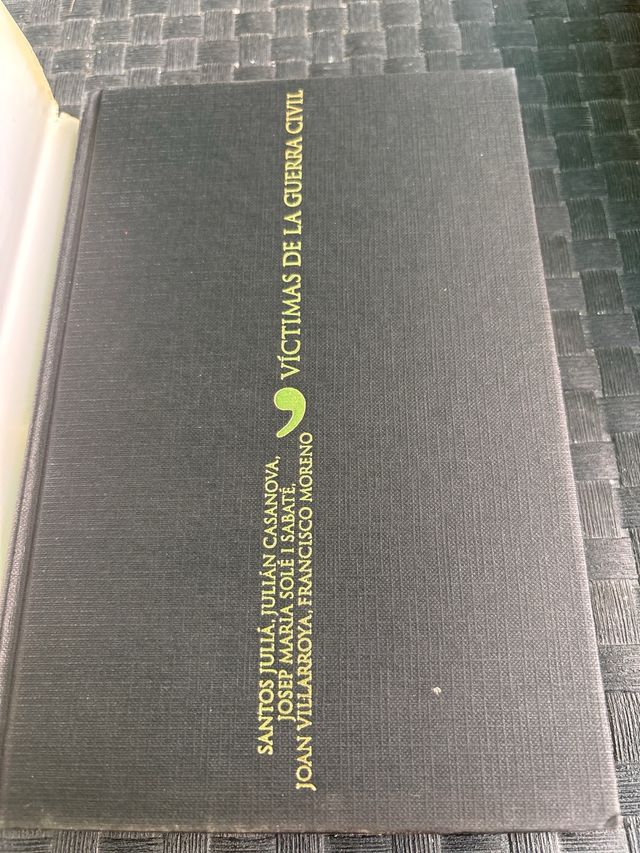 SANTOS JULIÁ, JULIÁN CASANOVA,
JOSEP MARIA SOLÉ I SABATÉ,
JOAN VILLARROYA, FRANCISCO MORENO
VÍCTIMAS DE LA GUERRA CIVIL